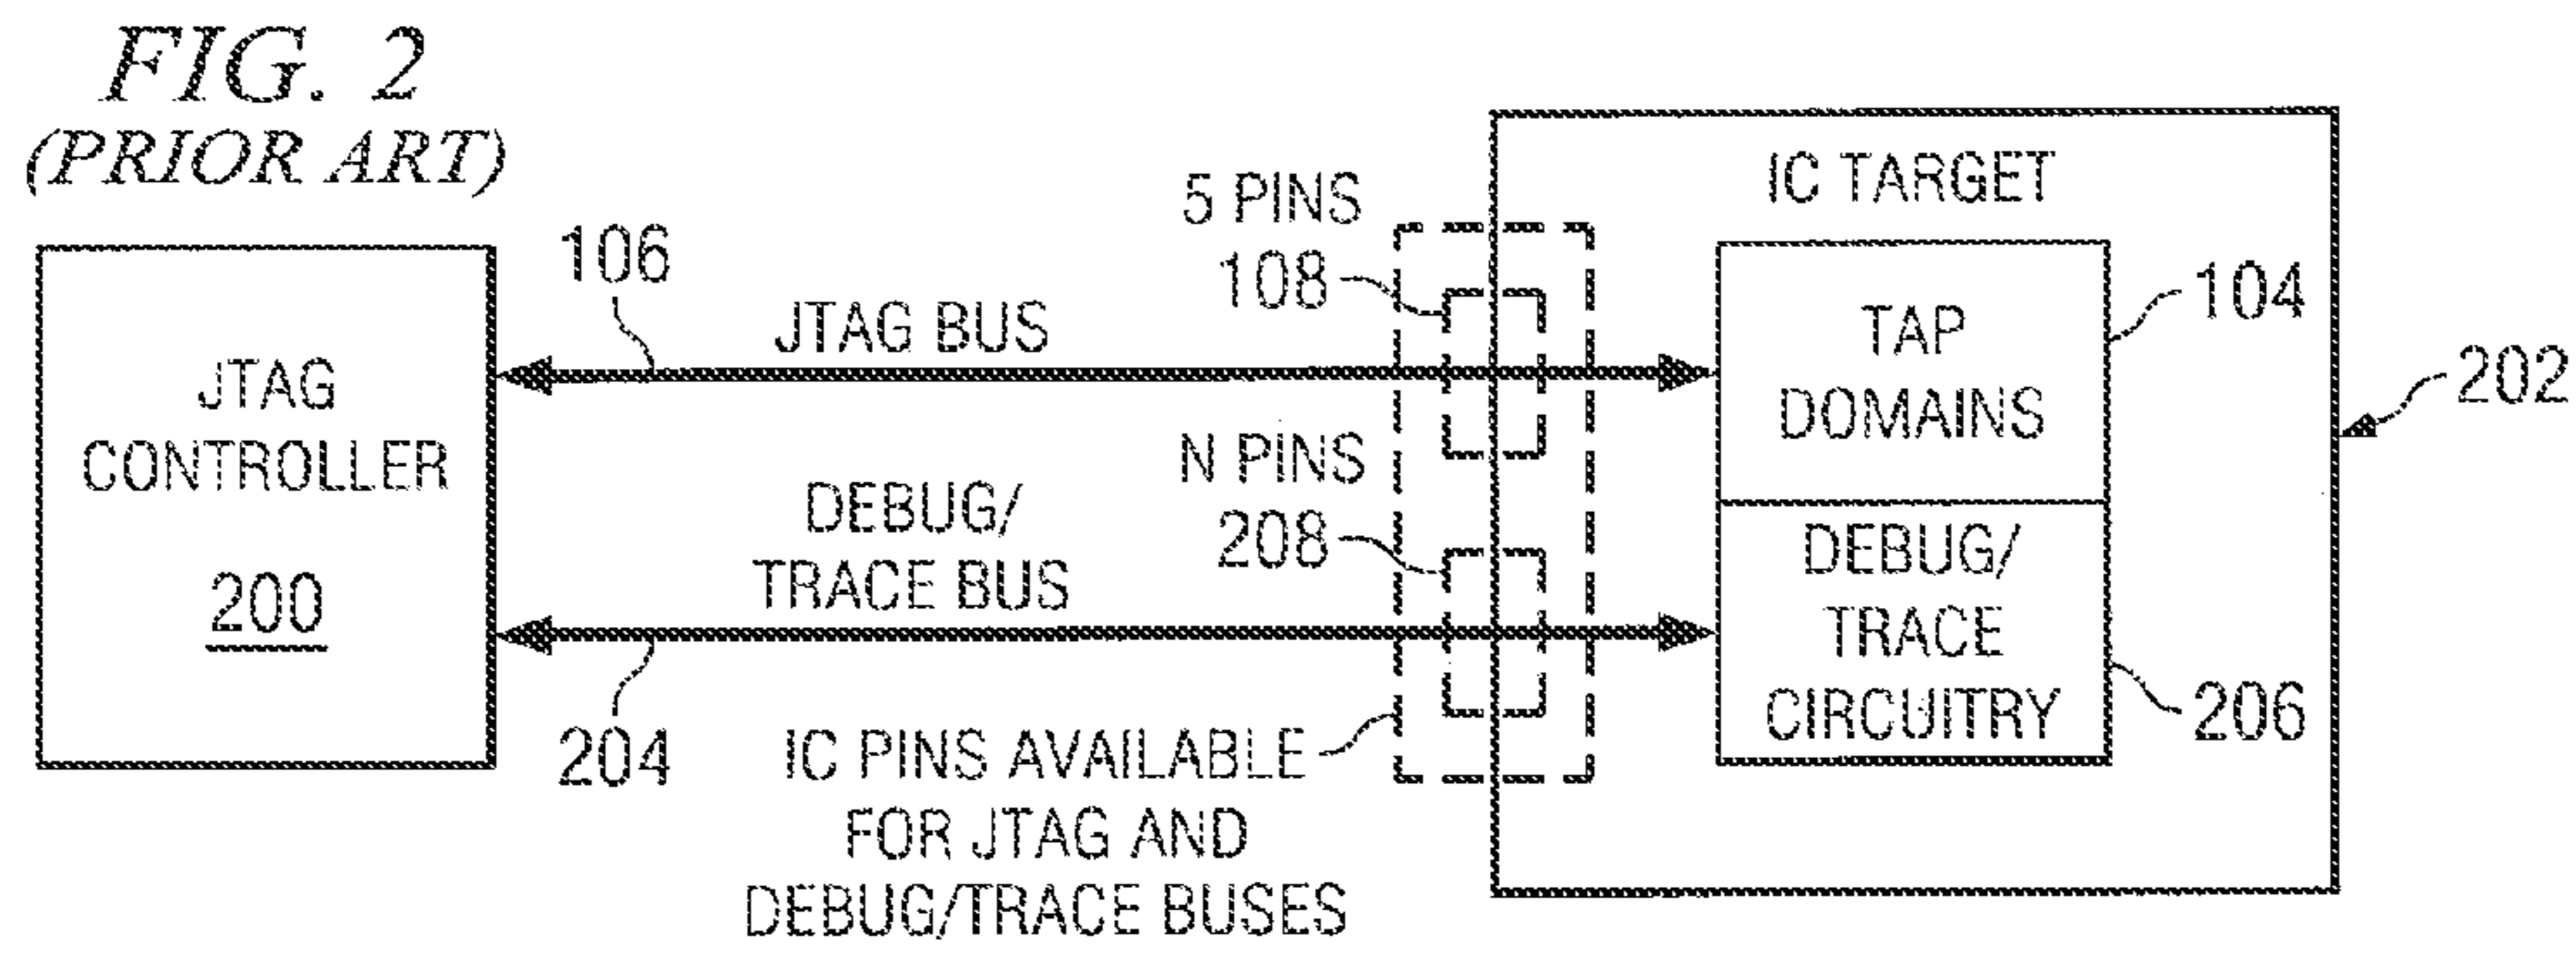 FIG. 2
(PRIOR ART)
JTAG
CONTROLLER
200
106
JTAG BUS
DEBUG/
TRACE BUS
204
5 PINS
108
N PINS
208
IC PINS AVAILABLE
FOR JTAG AND
DEBUG/TRACE BUSES
IC TARGET
TAP
DOMAINS
104
DEBUG/
TRACE
CIRCUITRY
206
202